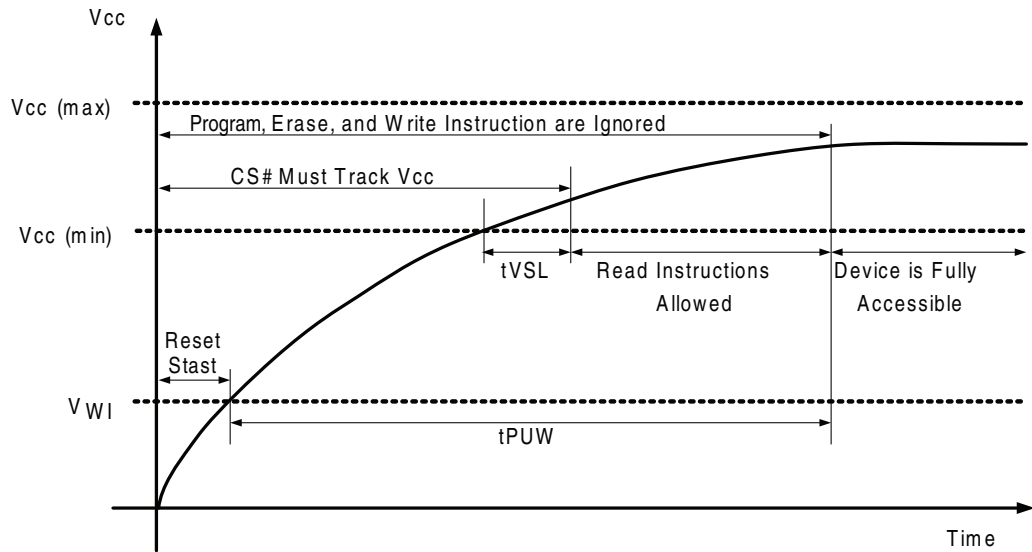 Vcc
Vcc (max)
Program, Erase, and Write Instruction are Ignored
CS# Must Track Vcc
Vcc (min)
tVSL
Read Instructions
Allowed
Device is Fully
Accessible
Reset
Stast
VWI
tPUW
Time